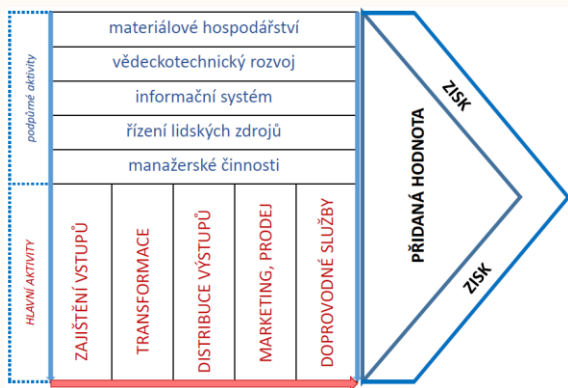 podpůrné aktivity
materiálové hospodářství
vědeckotechnický rozvoj
informační systém
řízení lidských zdrojů
manažerské činnosti
HLAVNÍ AKTIVITY
ZAJIŠTĚNÍ VSTUPŮ
TRANSFORMACE
DISTRIBUCE VÝSTUPŮ
MARKETING, PRODEJ
DOPROVODNÉ SLUŽBY
PŘIDANÁ HODNOTA
ZISK
ZISK